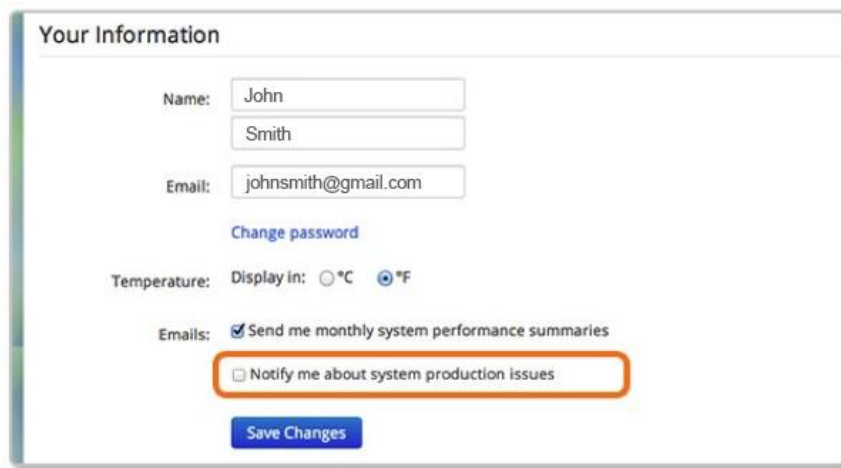 Your Information
Name: John
Smith
Email: johnsmith@gmail.com
Change password
Temperature: Display in: °C °F
Emails: Send me monthly system performance summaries
Notify me about system production issues
Save Changes